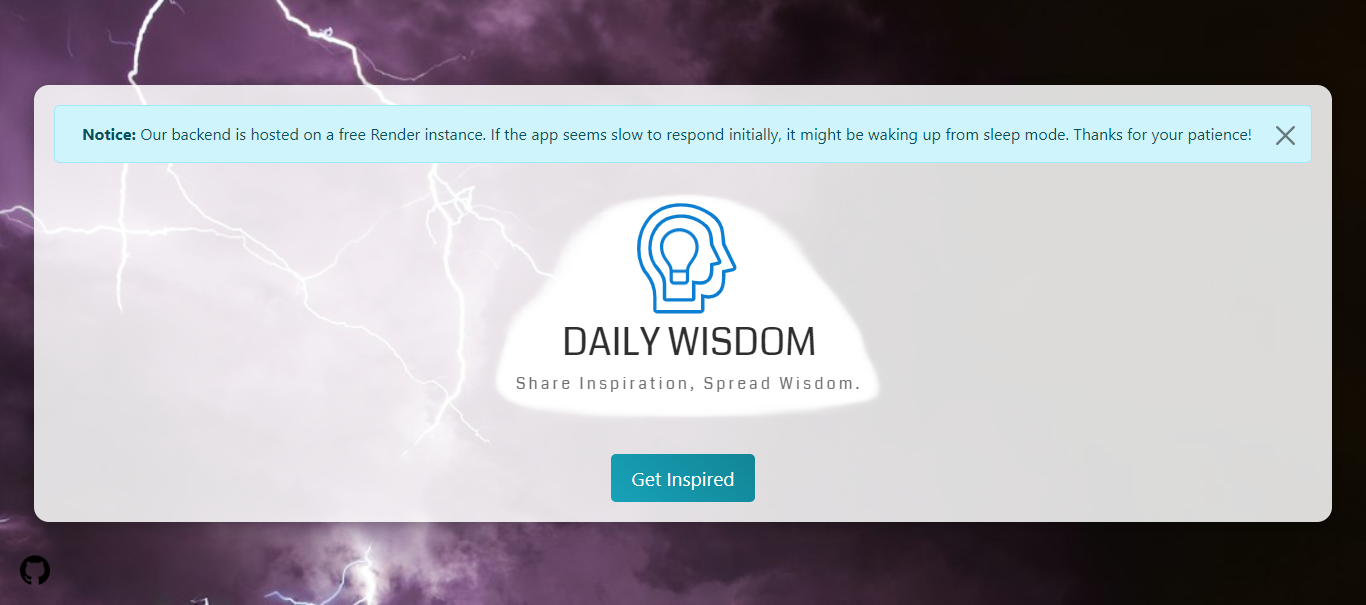 Notice: Our backend is hosted on a free Render instance. If the app seems slow to respond initially, it might be waking up from sleep mode. Thanks for your patience!
DAILY WISDOM
Share Inspiration, Spread Wisdom.
Get Inspired